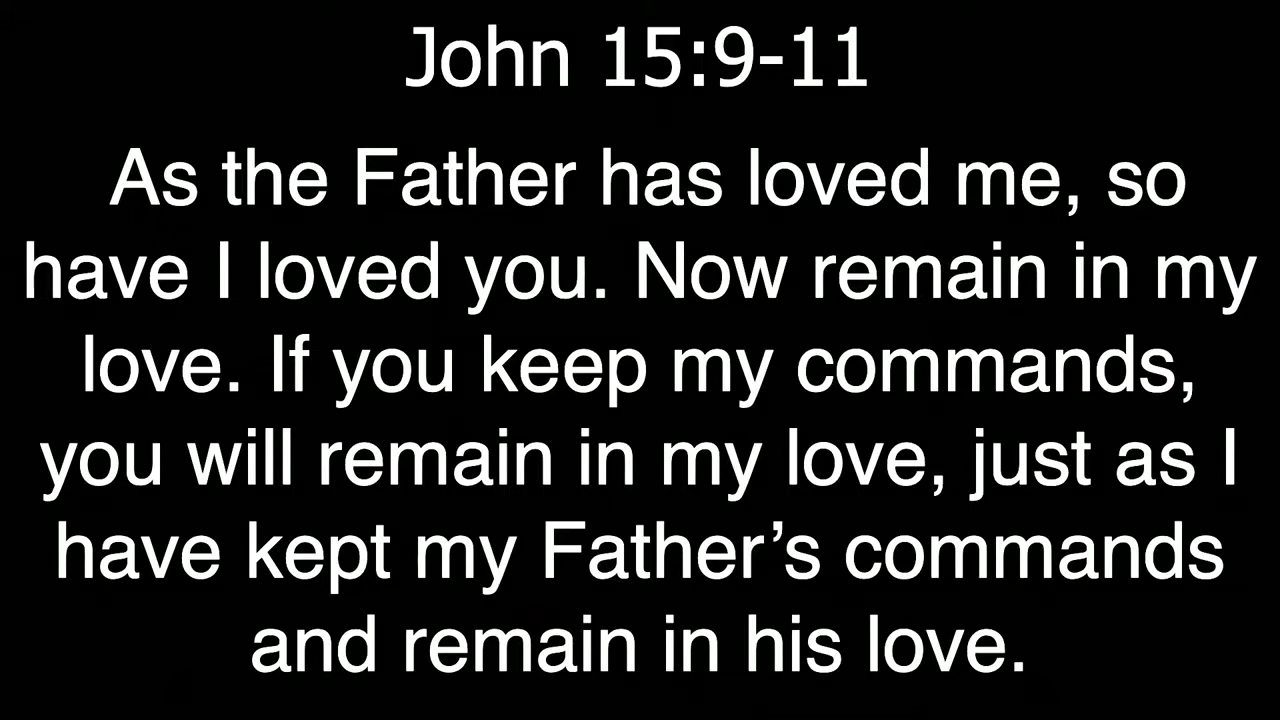 John 15:9-11
As the Father has loved me, so
have I loved you. Now remain in my
love. If you keep my commands,
you will remain in my love, just as I
have kept my Father’s commands
and remain in his love.